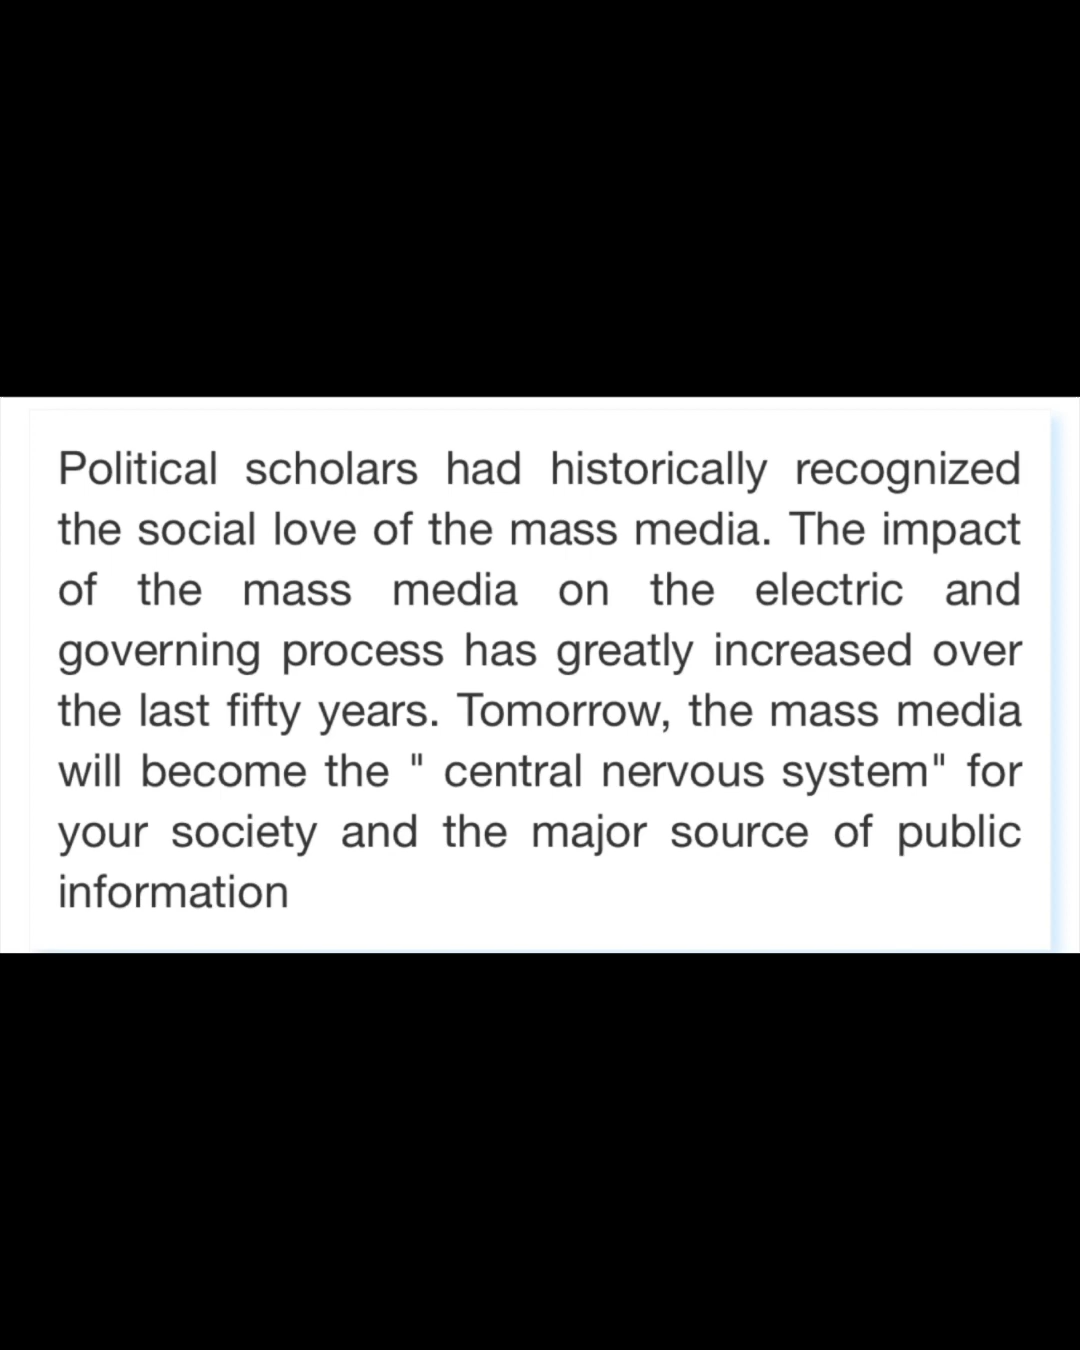 Political scholars had historically recognized
the social love of the mass media. The impact
of the mass media on the electric and
governing process has greatly increased over
the last fifty years. Tomorrow, the mass media
will become the " central nervous system" for
your society and the major source of public
information